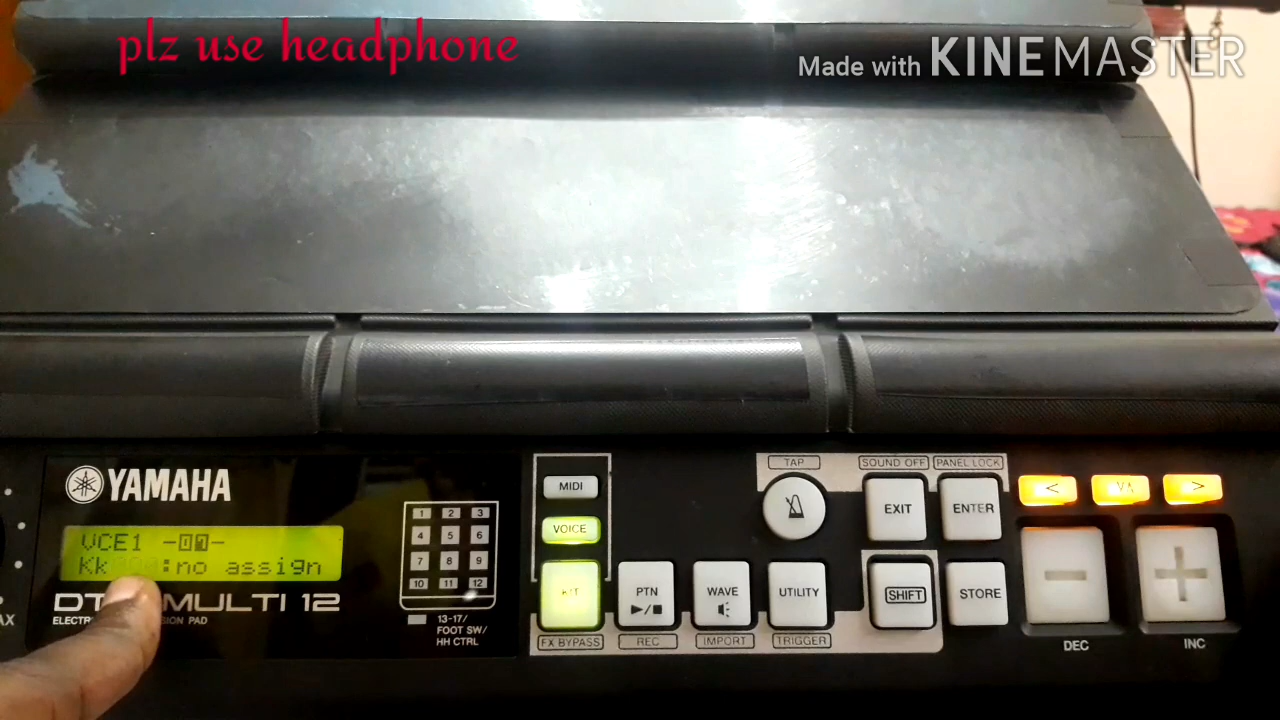 plz use headphone
Made with KINEMASTER
YAMAHA
VCE1
Kk :no assign
MULTI 12
13-17/
FOOT SW/
HH CTRL
1 2 3
4 5 6
7 8 9
10 11 12
MIDI
VOICE
KIT
FX BYPASS
PTN
REC
WAVE
IMPORT
UTILITY
TRIGGER
TAP
SOUND OFF
PANEL LOCK
EXIT
ENTER
SHIFT
STORE
< >
−
DEC
+
INC